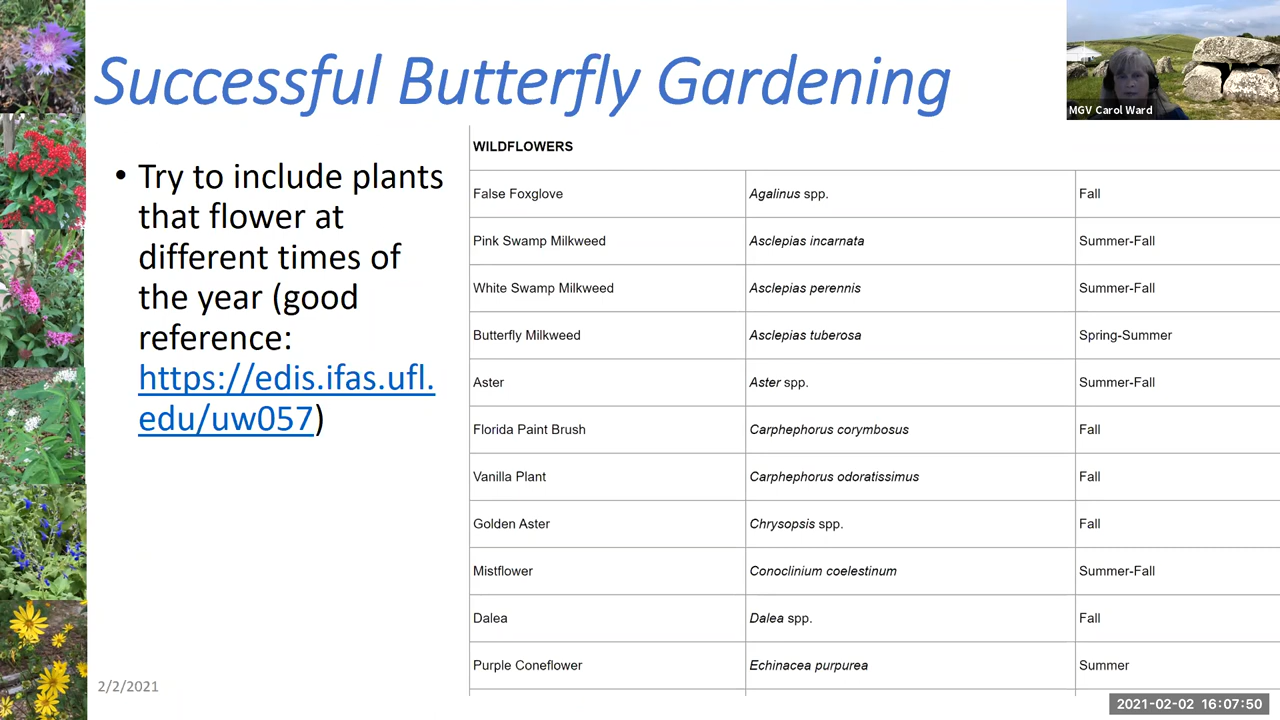 Successful Butterfly Gardening
MGV Carol Ward
• Try to include plants
that flower at
different times of
the year (good
reference:
https://edis.ifas.ufl.
edu/uw057)
WILDFLOWERS
False Foxglove Agalinus spp. Fall
Pink Swamp Milkweed Asclepias incarnata Summer-Fall
White Swamp Milkweed Asclepias perennis Summer-Fall
Butterfly Milkweed Asclepias tuberosa Spring-Summer
Aster Aster spp. Summer-Fall
Florida Paint Brush Carphephorus corymbosus Fall
Vanilla Plant Carphephorus odoratissimus Fall
Golden Aster Chrysopsis spp. Fall
Mistflower Conoclinium coelestinum Summer-Fall
Dalea Dalea spp. Fall
Purple Coneflower Echinacea purpurea Summer
2/2/2021
2021-02-02 16:07:50